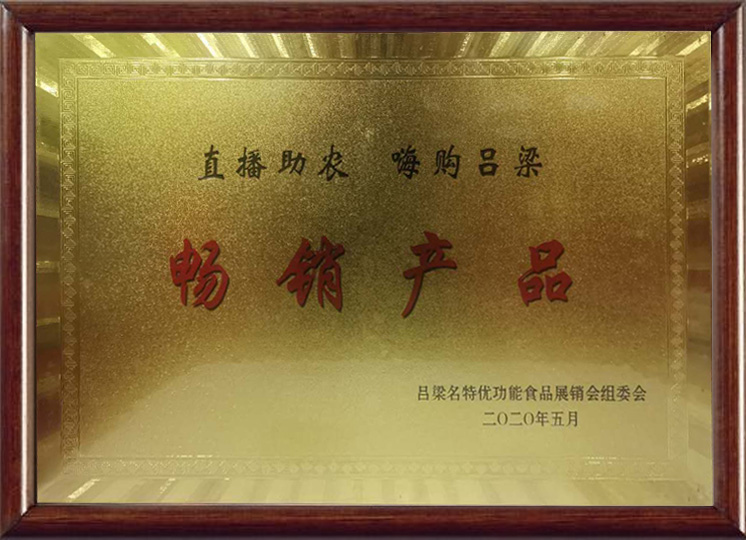 直播助农 嗨购吕梁
畅销产品
吕梁名特优功能食品展销会组委会
二〇二〇年五月